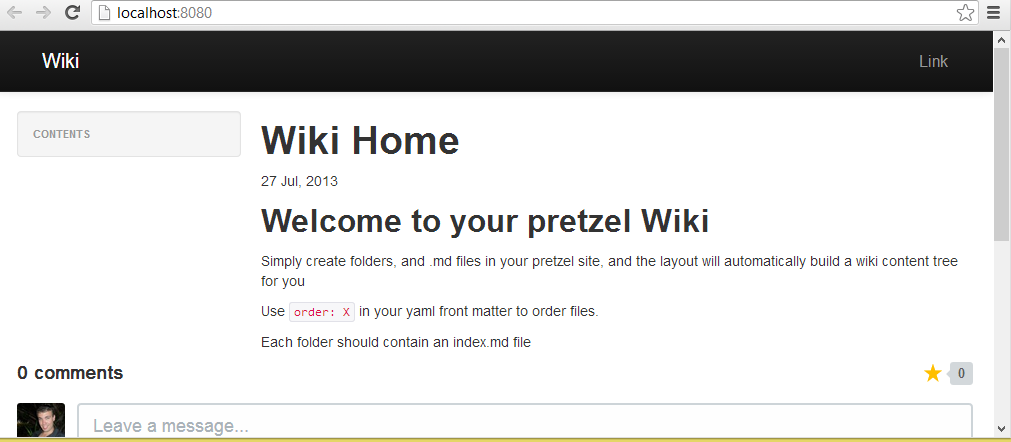 localhost:8080
Wiki
Link
CONTENTS
Wiki Home
27 Jul, 2013
Welcome to your pretzel Wiki
Simply create folders, and .md files in your pretzel site, and the layout will automatically build a wiki content tree
for you
Use order: X in your yaml front matter to order files.
Each folder should contain an index.md file
0 comments
0
Leave a message...